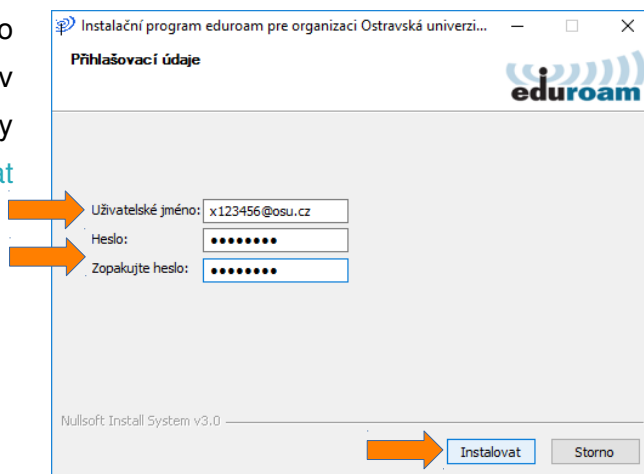 o
v
y
at
Instalační program eduroam pre organizaci Ostravská univerzi...
Přihlašovací údaje
eduroam
Uživatelské jméno: x123456@osu.cz
Heslo: ●●●●●●●●
Zopakujte heslo: ●●●●●●●●
Nullsoft Install System v3.0
Instalovat Storno